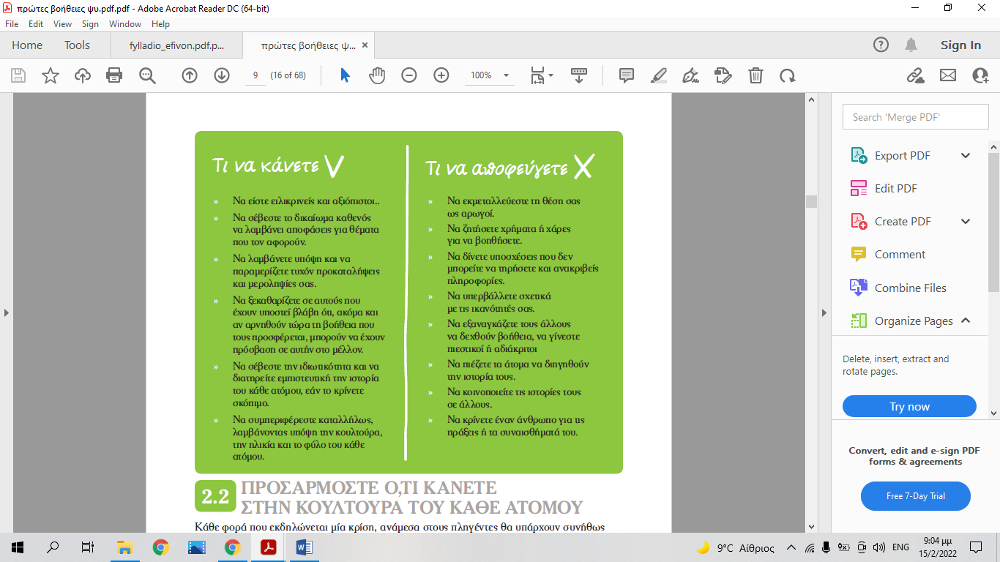 πρώτες βοήθειες ψυ.pdf.pdf - Adobe Acrobat Reader DC (64-bit)
File Edit View Sign Window Help
Home Tools fylladio_efivon.pdf.p... πρώτες βοήθειες ψ... ×
Sign In
9 (16 of 68) 100%
Τι να κάνετε V
» Να είστε ειλικρινείς και αξιόπιστοι..
» Να σέβεστε το δικαίωμα καθενός
να λαμβάνει αποφάσεις για θέματα
που τον αφορούν.
» Να λαμβάνετε υπόψη και να
παραμερίζετε τυχόν προκαταλήψεις
και μεροληψίες σας.
» Να ξεκαθαρίζετε σε αυτούς που
έχουν υποστεί βλάβη ότι, ακόμα και
αν αρνηθούν τώρα τη βοήθεια που
τους προσφέρεται, μπορούν να έχουν
πρόσβαση σε αυτήν στο μέλλον.
» Να σέβεστε την ιδιωτικότητα και να
διατηρείτε εμπιστευτική την ιστορία
του κάθε ατόμου, εάν το κρίνετε
σκόπιμο.
» Να συμπεριφέρεστε καταλλήλως,
λαμβάνοντας υπόψη την κουλτούρα,
την ηλικία και το φύλο του κάθε
ατόμου.
Τι να αποφεύγετε X
» Να εκμεταλλεύεστε τη θέση σας
ως αρωγοί.
» Να ζητήσετε χρήματα ή χάρες
για να βοηθήσετε.
» Να δίνετε υποσχέσεις που δεν
μπορείτε να τηρήσετε και ανακριβείς
πληροφορίες.
» Να υπερβάλλετε σχετικά
με τις ικανότητές σας.
» Να εξαναγκάζετε τους άλλους
να δεχθούν βοήθεια, να γίνεστε
πιεστικοί ή αδιάκριτοι
» Να πιέζετε τα άτομα να διηγηθούν
την ιστορία τους.
» Να κοινοποιείτε τις ιστορίες τους
σε άλλους.
» Να κρίνετε έναν άνθρωπο για τις
πράξεις ή τα συναισθήματά του.
2.2 ΠΡΟΣΑΡΜΟΣΤΕ Ο,ΤΙ ΚΑΝΕΤΕ
ΣΤΗΝ ΚΟΥΛΤΟΥΡΑ ΤΟΥ ΚΑΘΕ ΑΤΟΜΟΥ
Κάθε φορά που εκδηλώνεται μία κρίση, ανάμεσα στους πληγέντες θα υπάρχουν συνήθως
Search 'Merge PDF'
Export PDF
Edit PDF
Create PDF
Comment
Combine Files
Organize Pages
Delete, insert, extract and
rotate pages.
Try now
Convert, edit and e-sign PDF
forms & agreements
Free 7-Day Trial
9°C Αίθριος
ENG
9:04 μμ
15/2/2022